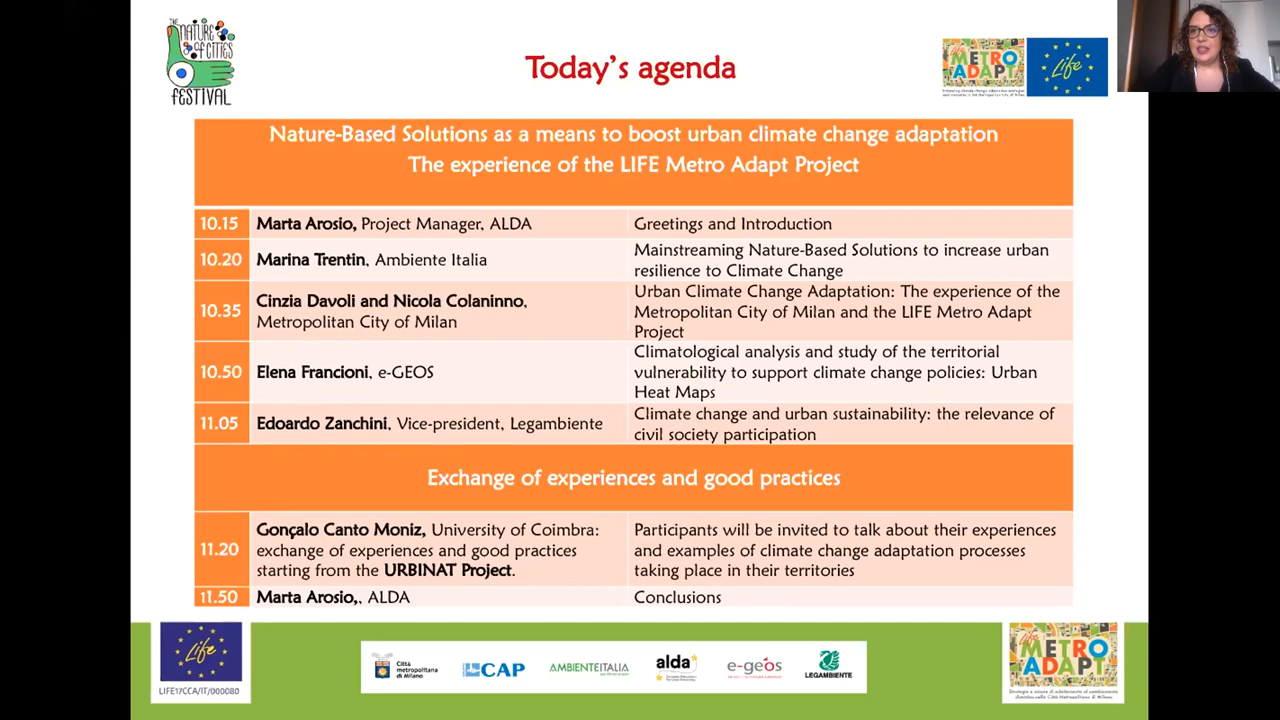 THE
NATURE
OF CITIES
FESTIVAL
Today's agenda
Life
METRO
ADAPT
Life
Nature-Based Solutions as a means to boost urban climate change adaptation
The experience of the LIFE Metro Adapt Project
10.15 Marta Arosio, Project Manager, ALDA Greetings and Introduction
10.20 Marina Trentin, Ambiente Italia
Mainstreaming Nature-Based Solutions to increase urban
resilience to Climate Change
10.35 Cinzia Davoli and Nicola Colaninno,
Metropolitan City of Milan
Urban Climate Change Adaptation: The experience of the
Metropolitan City of Milan and the LIFE Metro Adapt
Project
10.50 Elena Francioni, e-GEOS
Climatological analysis and study of the territorial
vulnerability to support climate change policies: Urban
Heat Maps
11.05 Edoardo Zanchini, Vice-president, Legambiente
Climate change and urban sustainability: the relevance of
civil society participation
Exchange of experiences and good practices
11.20 Gonçalo Canto Moniz, University of Coimbra:
exchange of experiences and good practices
starting from the URBINAT Project.
Participants will be invited to talk about their experiences
and examples of climate change adaptation processes
taking place in their territories
11.50 Marta Arosio,, ALDA Conclusions
Life
LIFE17CCA/IT/000080
Città
metropolitana
di Milano
CAP
AMBIENTEITALIA
alda
e-geos
LEGAMBIENTE
Life
METRO
ADAPT